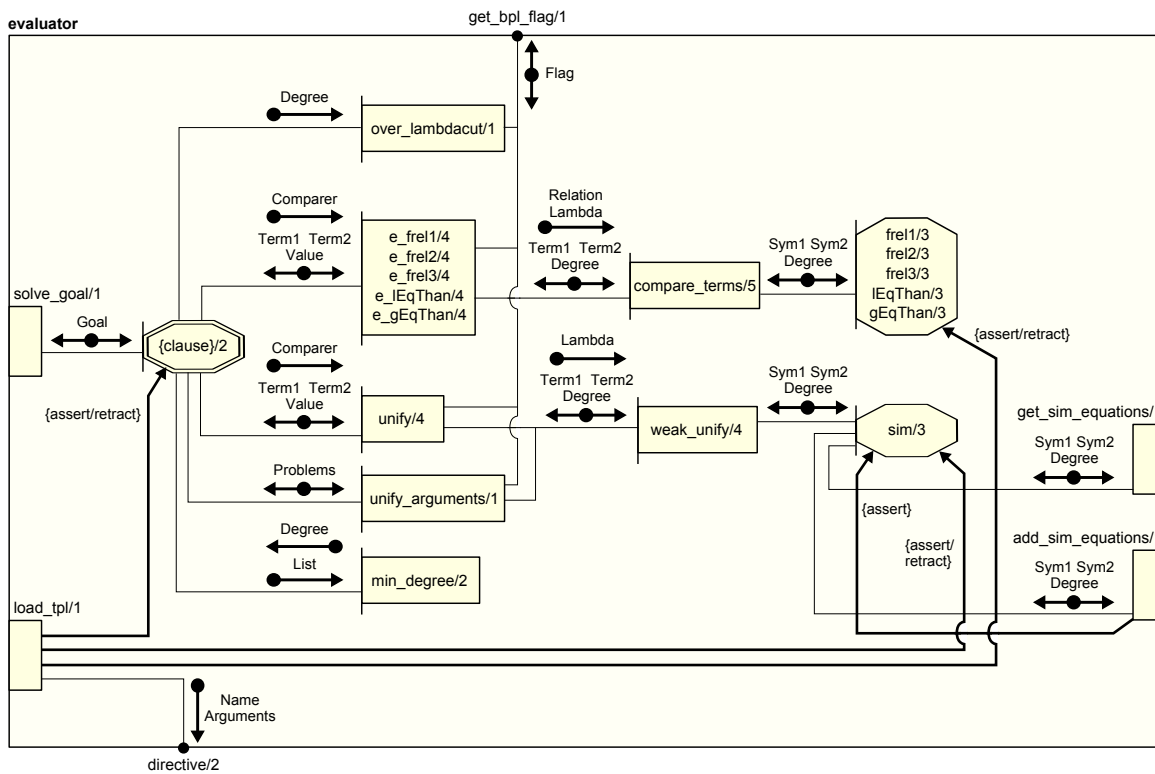 get_bpl_flag/1
evaluator
Flag
Degree
over_lambdacut/1
Comparer
Term1 Term2
Value
e_frel1/4
e_frel2/4
e_frel3/4
e_lEqThan/4
e_gEqThan/4
Relation
Lambda
Term1 Term2
Degree
compare_terms/5
Sym1 Sym2
Degree
frel1/3
frel2/3
frel3/3
lEqThan/3
gEqThan/3
{assert/retract}
solve_goal/1
Goal
{clause}/2
{assert/retract}
Comparer
Term1 Term2
Value
unify/4
Lambda
Term1 Term2
Degree
weak_unify/4
Sym1 Sym2
Degree
sim/3
get_sim_equations/
Sym1 Sym2
Degree
Problems
unify_arguments/1
{assert}
{assert/
retract}
Degree
List
min_degree/2
add_sim_equations/
Sym1 Sym2
Degree
load_tpl/1
Name
Arguments
directive/2